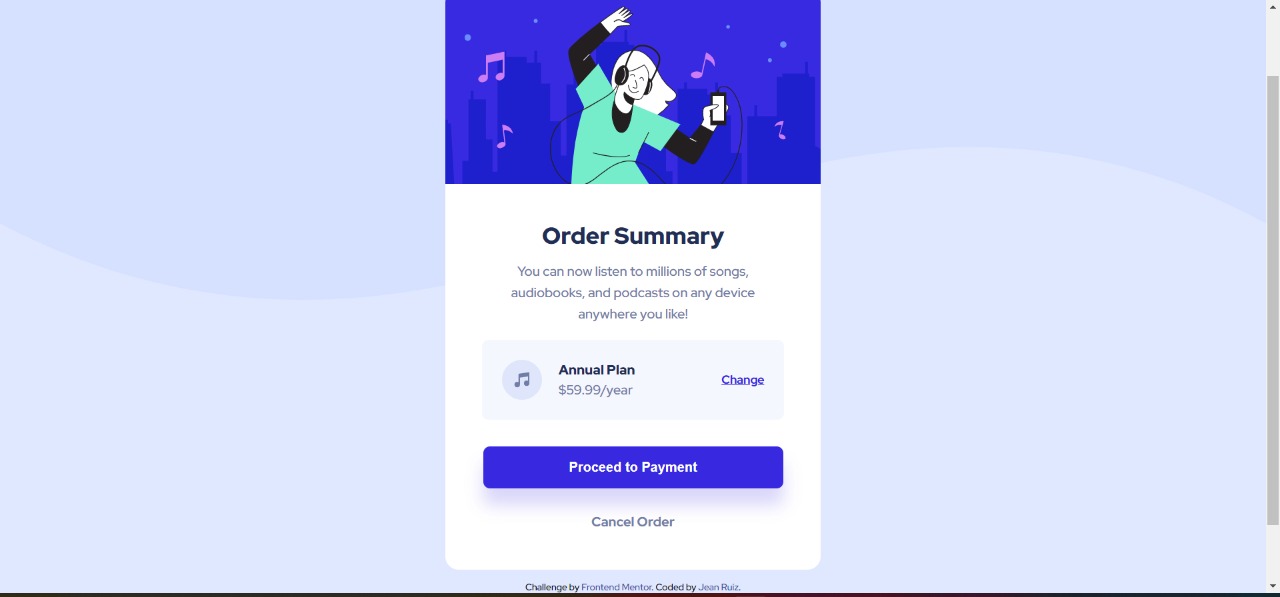 Order Summary
You can now listen to millions of songs,
audiobooks, and podcasts on any device
anywhere you like!
Annual Plan
$59.99/year
Change
Proceed to Payment
Cancel Order
Challenge by Frontend Mentor. Coded by Jean Ruiz.